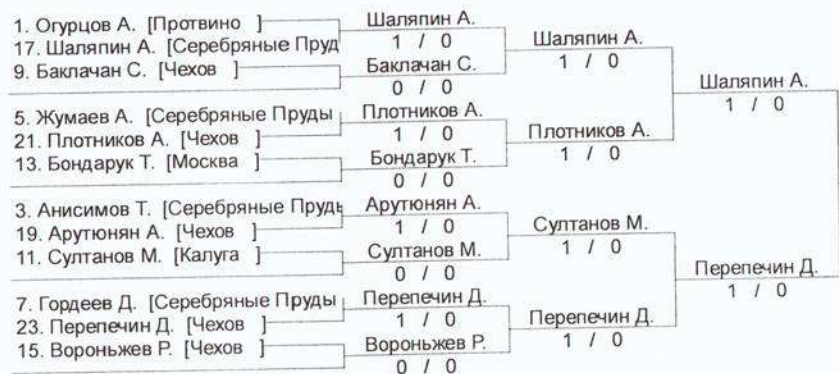 1. Огурцов А. [Протвино ]
17. Шаляпин А. [Серебряные Пруд
9. Баклачан С. [Чехов ]
5. Жумаев А. [Серебряные Пруды
21. Плотников А. [Чехов ]
13. Бондарук Т. [Москва ]
3. Анисимов Т. [Серебряные Прудь
19. Арутюнян А. [Чехов ]
11. Султанов М. [Калуга ]
7. Гордеев Д. [Серебряные Пруды
23. Перепечин Д. [Чехов ]
15. Вороньжев Р. [Чехов ]
Шаляпин А.
1 / 0
Баклачан С.
0 / 0
Плотников А.
1 / 0
Бондарук Т.
0 / 0
Арутюнян А.
1 / 0
Султанов М.
0 / 0
Перепечин Д.
1 / 0
Вороньжев Р.
0 / 0
Шаляпин А.
1 / 0
Плотников А.
1 / 0
Султанов М.
1 / 0
Перепечин Д.
1 / 0
Шаляпин А.
1 / 0
Перепечин Д.
1 / 0